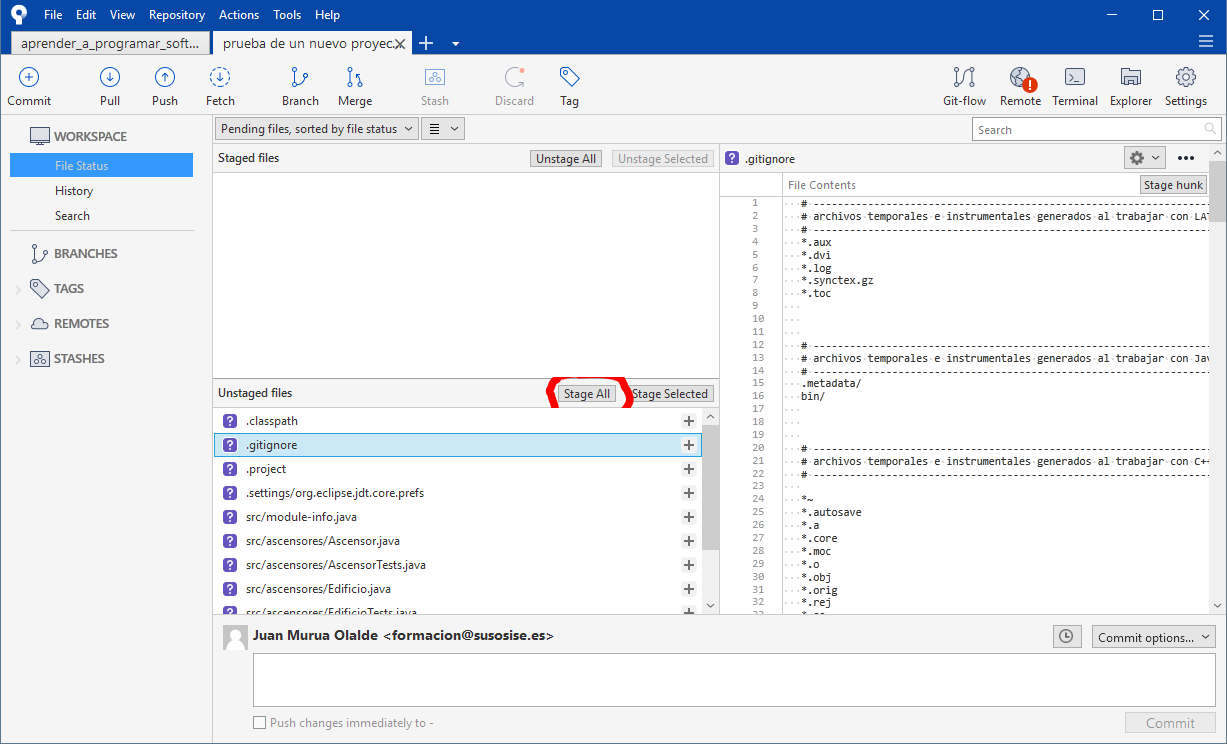 File Edit View Repository Actions Tools Help
aprender_a_programar_soft... prueba de un nuevo proyec
Commit Pull Push Fetch Branch Merge Stash Discard Tag Git-flow Remote Terminal Explorer Settings
WORKSPACE
File Status
History
Search
BRANCHES
TAGS
REMOTES
STASHES
Pending files, sorted by file status
Search
Staged files Unstage All Unstage Selected
Unstaged files Stage All Stage Selected
? .classpath
? .gitignore
? .project
? .settings/org.eclipse.jdt.core.prefs
? src/module-info.java
? src/ascensores/Ascensor.java
? src/ascensores/AscensorTests.java
? src/ascensores/Edificio.java
? src/ascensores/EdificioTests.java
? .gitignore
File Contents Stage hunk
1 # --------------------------------------------------------
2 # archivos temporales e instrumentales generados al trabajar con LAT
3 # --------------------------------------------------------
4 *.aux
5 *.dvi
6 *.log
7 *.synctex.gz
8 *.toc
9
10
11
12 # --------------------------------------------------------
13 # archivos temporales e instrumentales generados al trabajar con Jav
14 # --------------------------------------------------------
15 .metadata/
16 bin/
17
18
19
20 # --------------------------------------------------------
21 # archivos temporales e instrumentales generados al trabajar con C++
22 # --------------------------------------------------------
23
24 *~
25 *.autosave
26 *.a
27 *.core
28 *.moc
29 *.o
30 *.obj
31 *.orig
32 *.rej
Juan Murua Olalde <formacion@susosise.es>
Commit options...
Push changes immediately to -
Commit